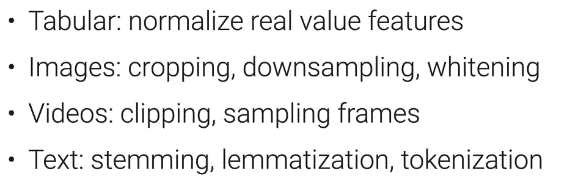 • Tabular: normalize real value features
• Images: cropping, downsampling, whitening
• Videos: clipping, sampling frames
• Text: stemming, lemmatization, tokenization